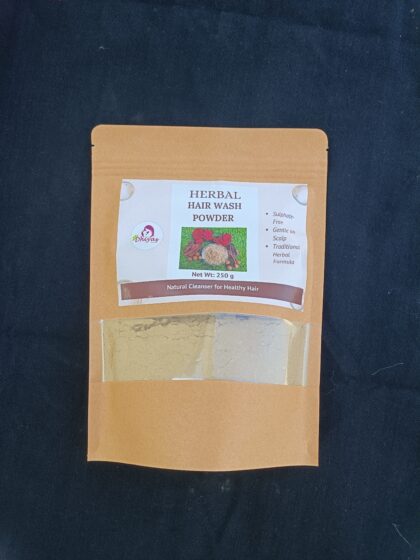 HERBAL
HAIR WASH
POWDER
Net Wt: 250 g
Dhiyas
• Sulphate-
Free
• Gentle on
Scalp
• Traditional
Herbal
Formula
Natural Cleanser for Healthy Hair